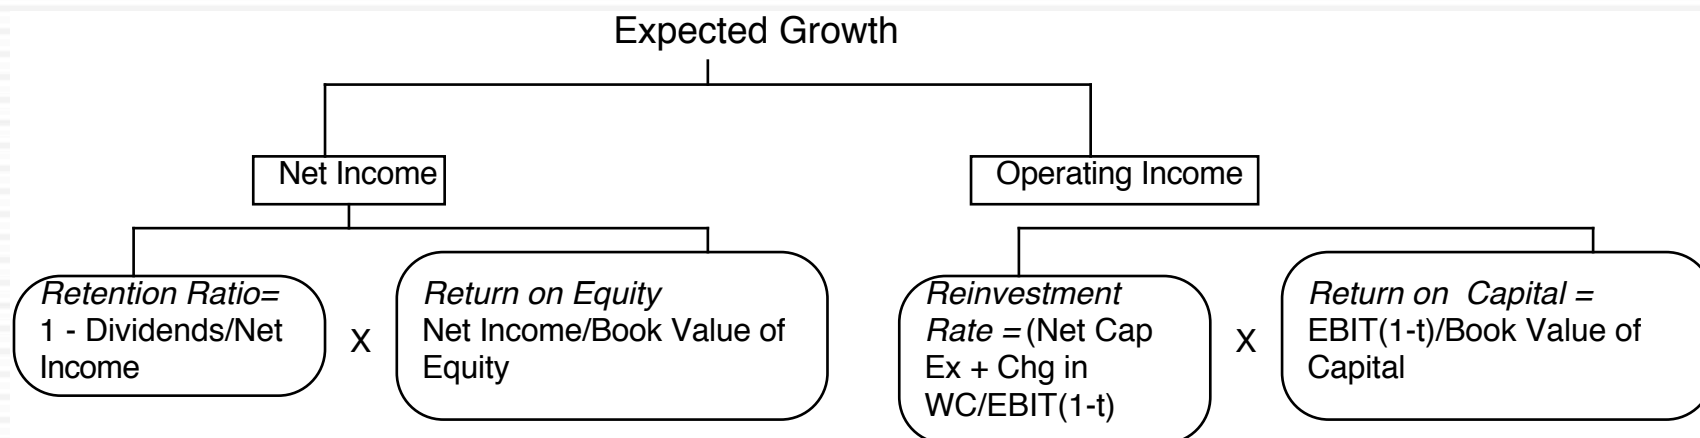 Expected Growth
Net Income
Operating Income
Retention Ratio=
1 - Dividends/Net
Income
X
Return on Equity
Net Income/Book Value of
Equity
Reinvestment
Rate = (Net Cap
Ex + Chg in
WC/EBIT(1-t)
X
Return on Capital =
EBIT(1-t)/Book Value of
Capital